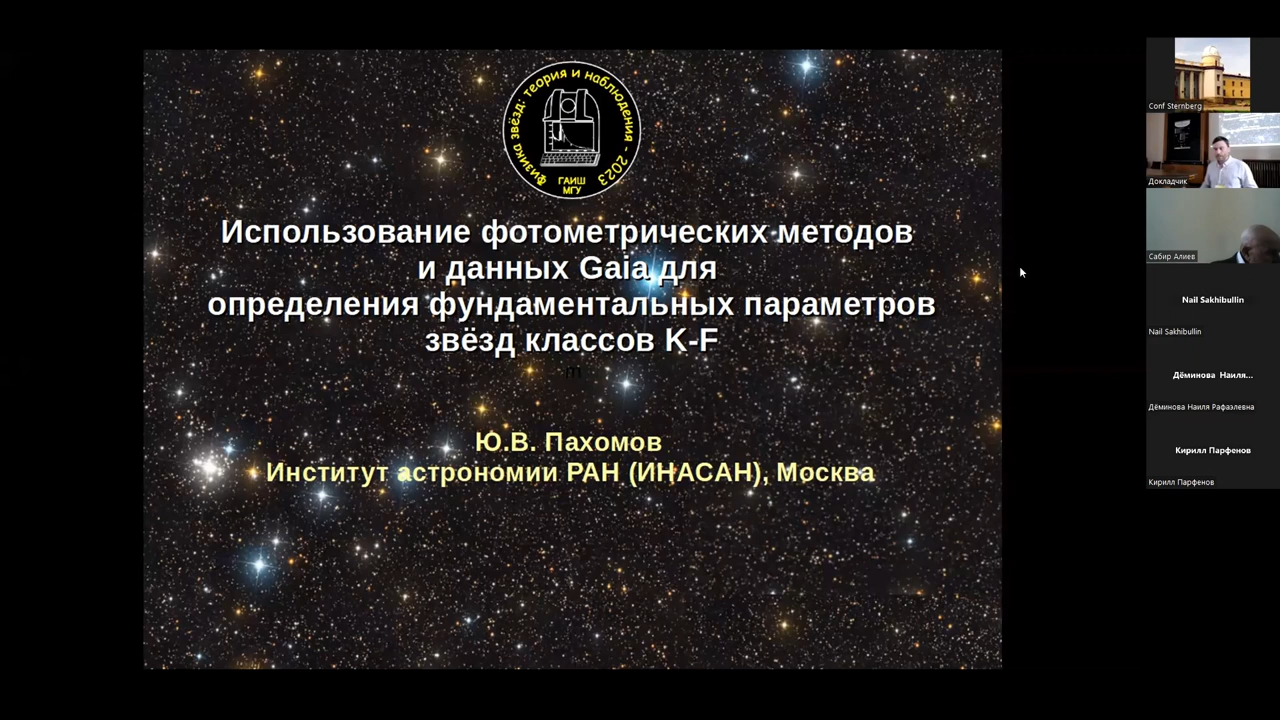 Физика звёзд: теория и наблюдения - 2023
ГАИШ
МГУ
Использование фотометрических методов
и данных Gaia для
определения фундаментальных параметров
звёзд классов K-F
m
Ю.В. Пахомов
Институт астрономии РАН (ИНАСАН), Москва
Conf Sternberg
Докладчик
Сабир Алиев
Nail Sakhibullin
Nail Sakhibullin
Дёминова Наиля...
Дёминова Наиля Рафаэлевна
Кирилл Парфенов
Кирилл Парфенов